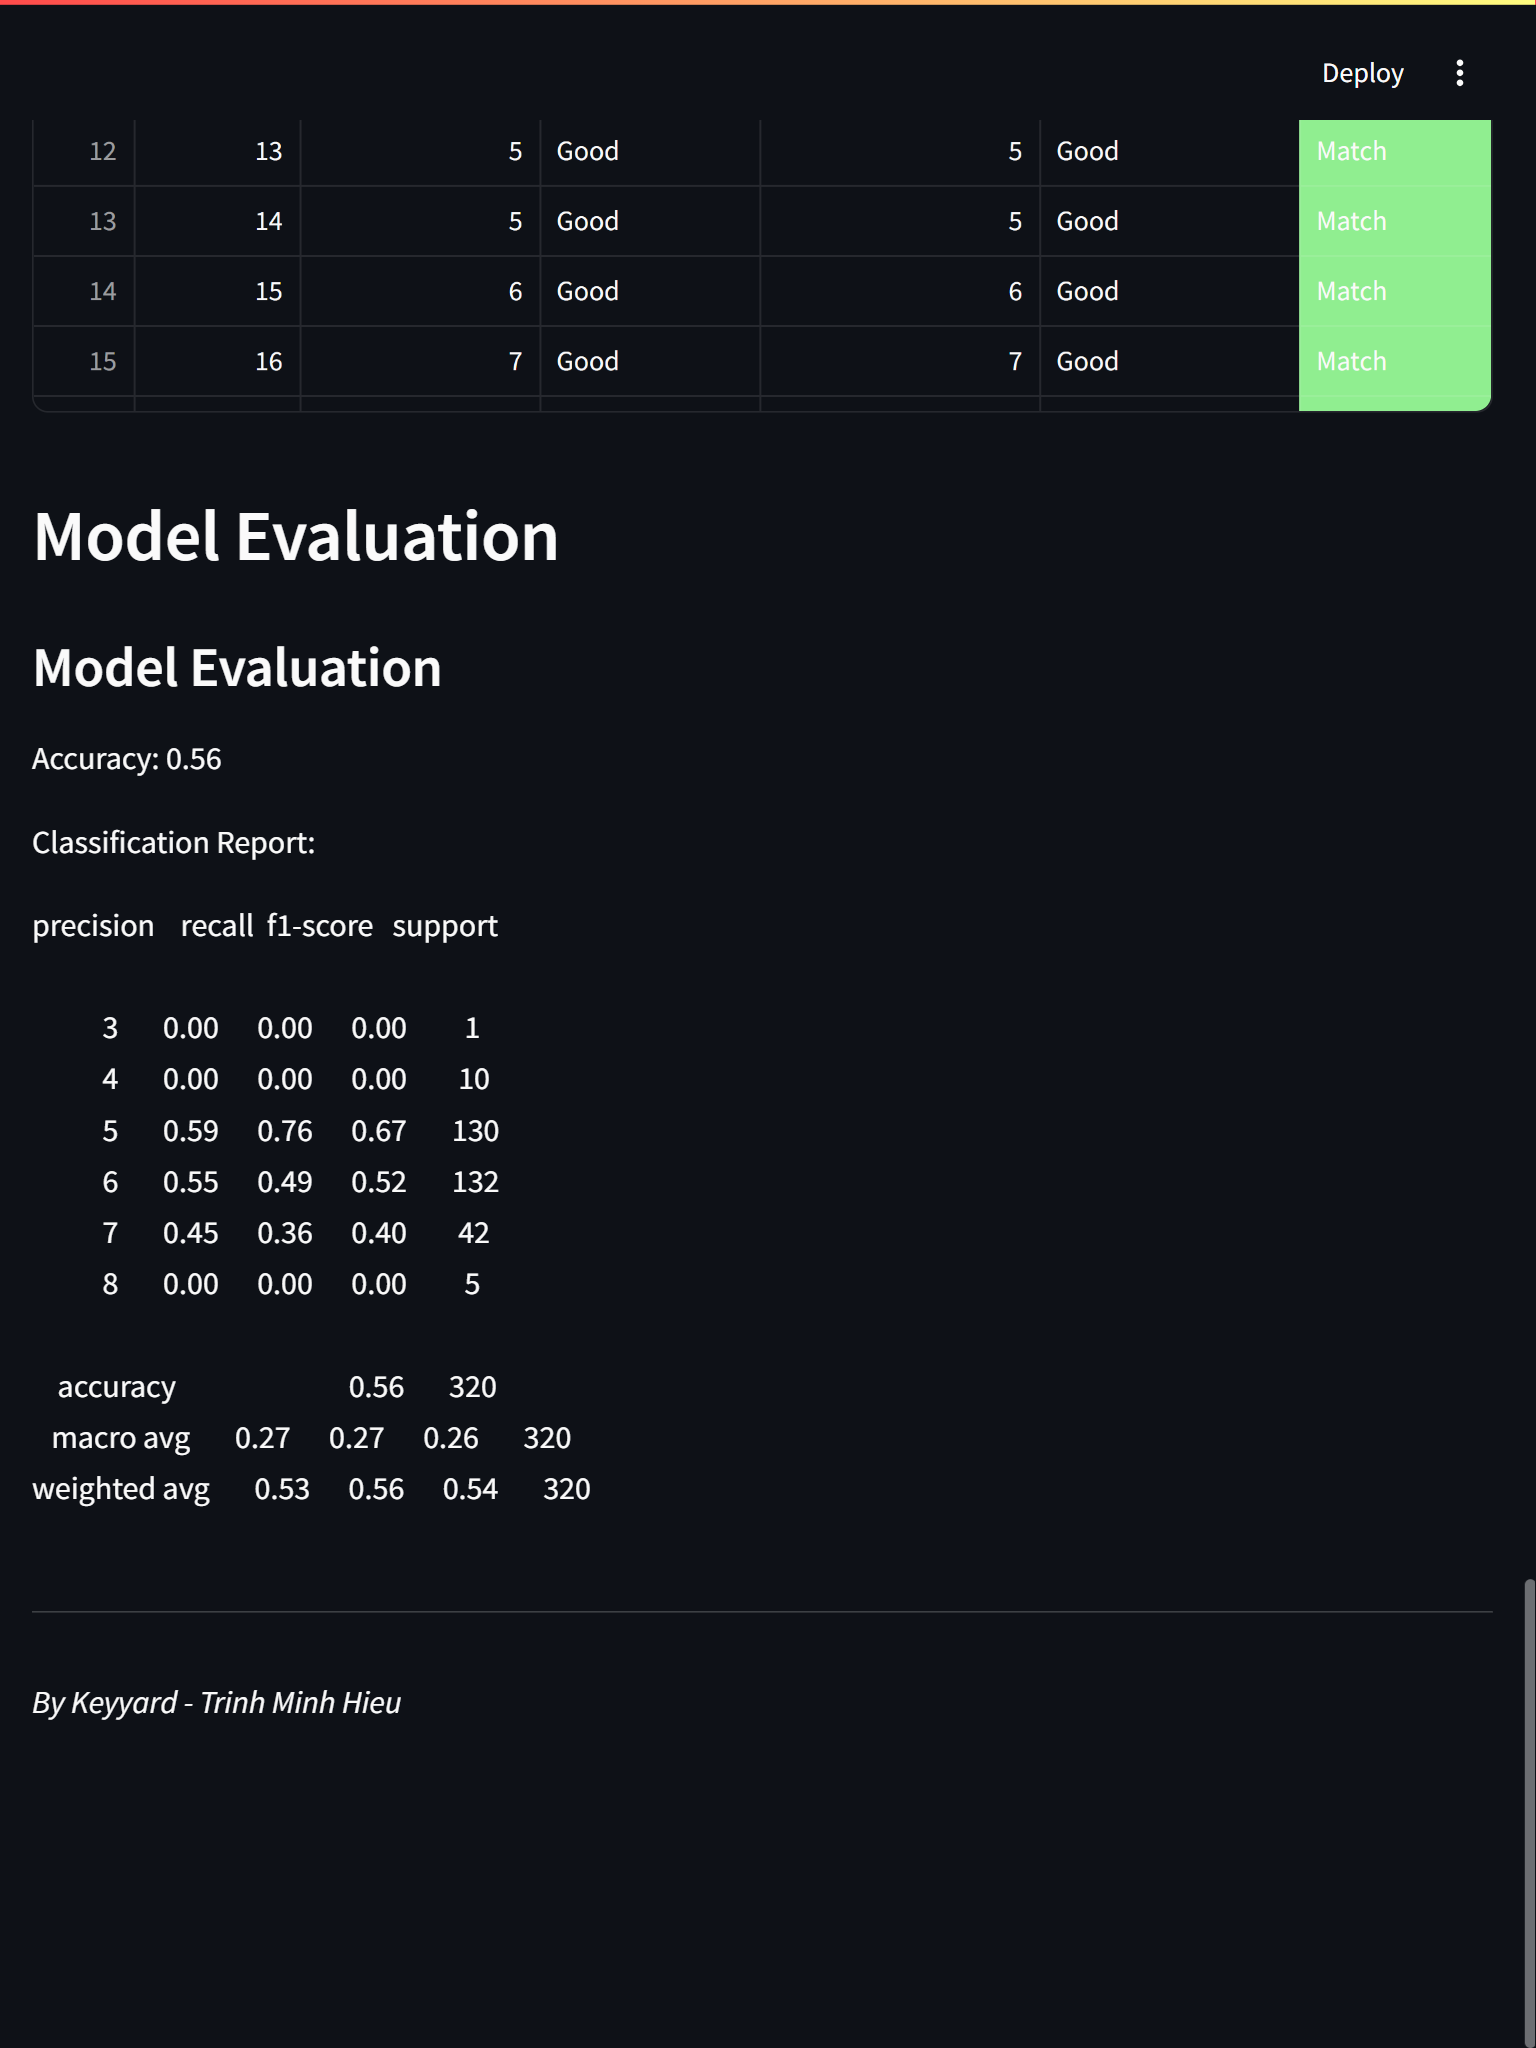 Deploy
12 13 5 Good 5 Good Match
13 14 5 Good 5 Good Match
14 15 6 Good 6 Good Match
15 16 7 Good 7 Good Match
Model Evaluation
Model Evaluation
Accuracy: 0.56
Classification Report:
precision recall f1-score support
3 0.00 0.00 0.00 1
4 0.00 0.00 0.00 10
5 0.59 0.76 0.67 130
6 0.55 0.49 0.52 132
7 0.45 0.36 0.40 42
8 0.00 0.00 0.00 5
accuracy 0.56 320
macro avg 0.27 0.27 0.26 320
weighted avg 0.53 0.56 0.54 320
By Keyyard - Trinh Minh Hieu